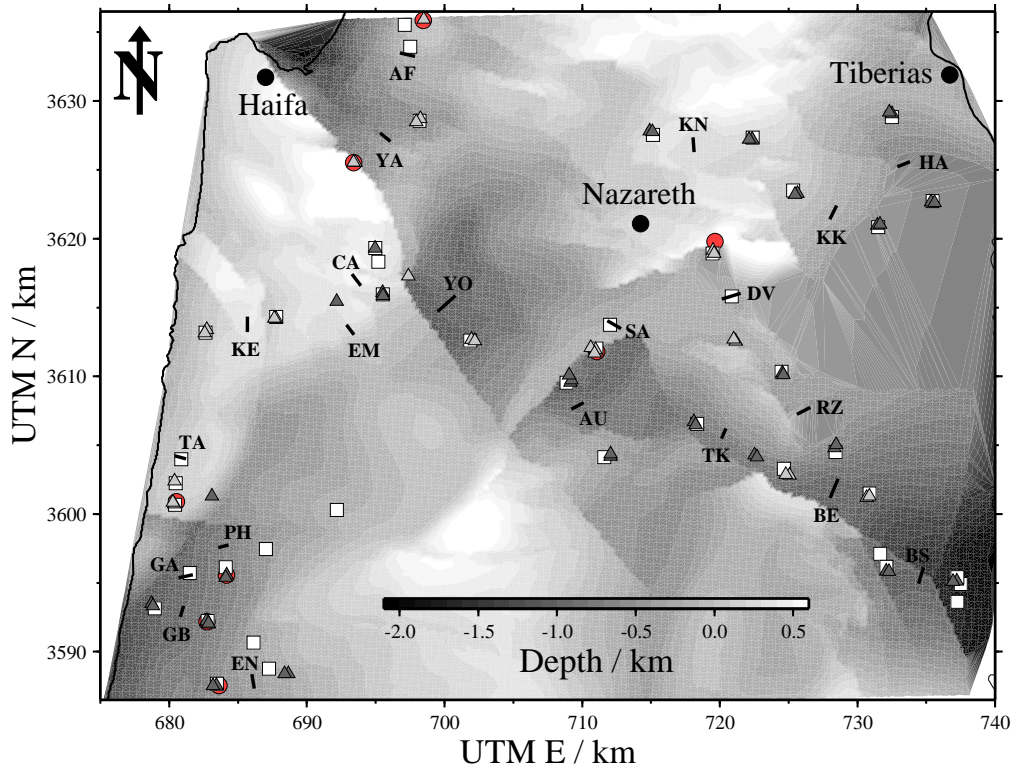 N
Tiberias
AF
3630
Haifa
KN
YA
HA
Nazareth
KK
3620
CA
YO
DV
SA
KE
EM
UTM N / km
3610
RZ
AU
TA
TK
3600
BE
PH
GA
BS
GB
-2.0 -1.5 -1.0 -0.5 0.0 0.5
Depth / km
3590
EN
680 690 700 710 720 730 740
UTM E / km